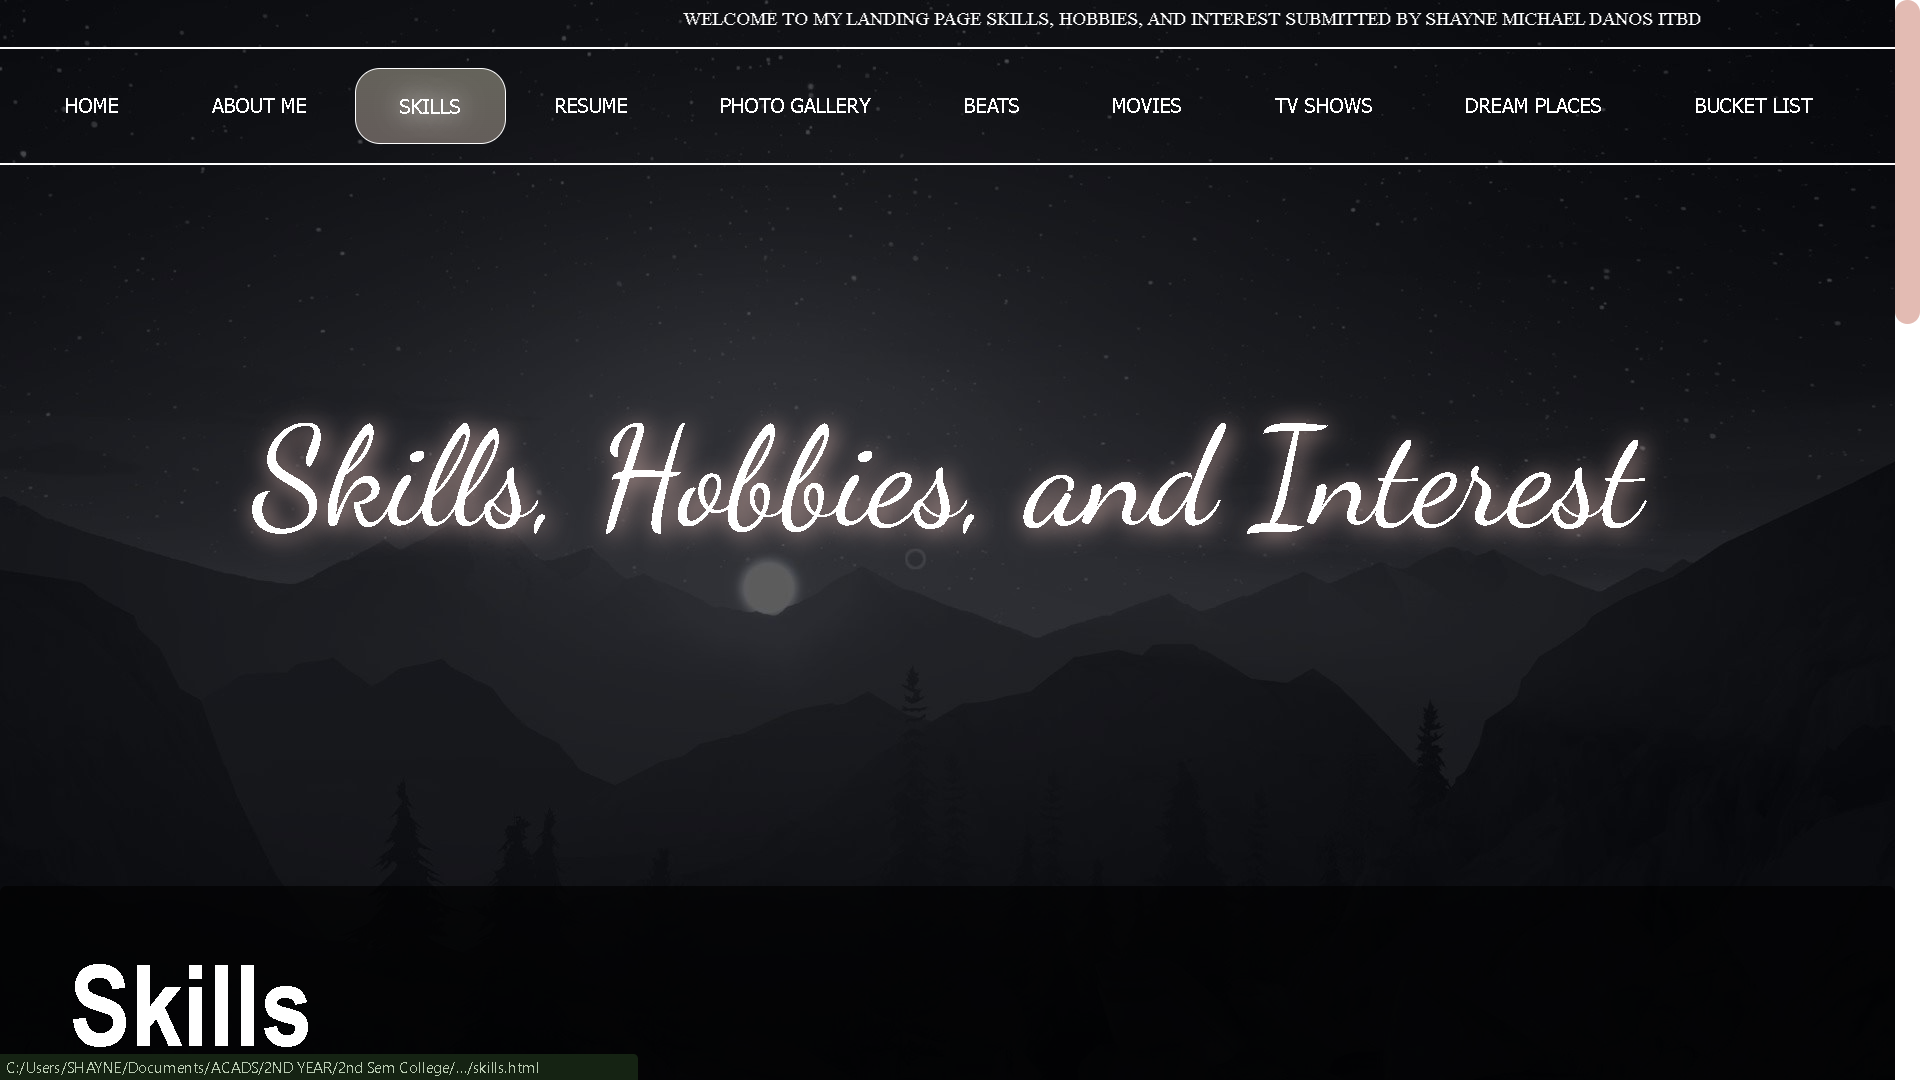 WELCOME TO MY LANDING PAGE SKILLS, HOBBIES, AND INTEREST SUBMITTED BY SHAYNE MICHAEL DANOS ITBD
HOME ABOUT ME SKILLS RESUME PHOTO GALLERY BEATS MOVIES TV SHOWS DREAM PLACES BUCKET LIST
Skills, Hobbies, and Interest
Skills
C:/Users/SHAYNE/Documents/ACADS/2ND YEAR/2nd Sem College/.../skills.html